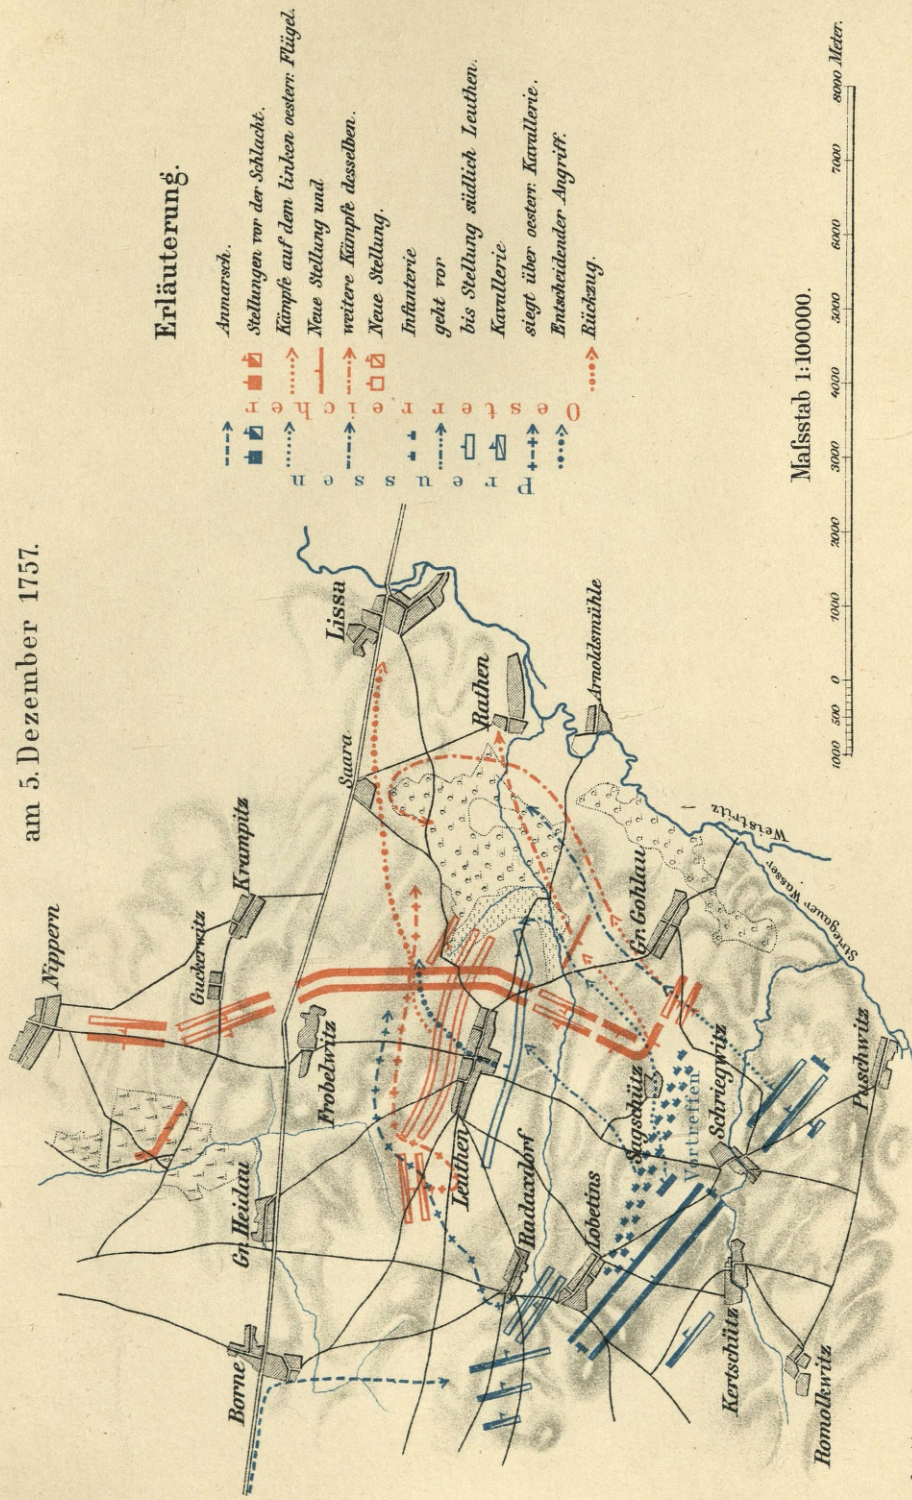 am 5. Dezember 1757.
Erläuterung.
Anmarsch.
Stellungen vor der Schlacht.
Kämpfe auf dem linken oesterr. Flügel.
Neue Stellung und
weitere Kämpfe desselben.
Neue Stellung.
Infanterie
geht vor
bis Stellung südlich Leuthen.
Kavallerie
siegt über oesterr. Kavallerie.
Entscheidender Angriff.
Rückzug.
Preussen
Oesterreicher
Nippern
Guckerwitz
Krampitz
Saara
Lissa
Rathen
Arnoldsmühle
Frobelwitz
Gr. Heidau
Borne
Leuthen
Radaxdorf
Lobetins
Sagschütz
Vortreffen
Schriegwitz
Gr. Gohlau
Kertschütz
Romolkwitz
Puschwitz
Striegauer Wasser
Weistritz
Maſsstab 1:100000.
1000 500 0 1000 2000 3000 4000 5000 6000 7000 8000 Meter.